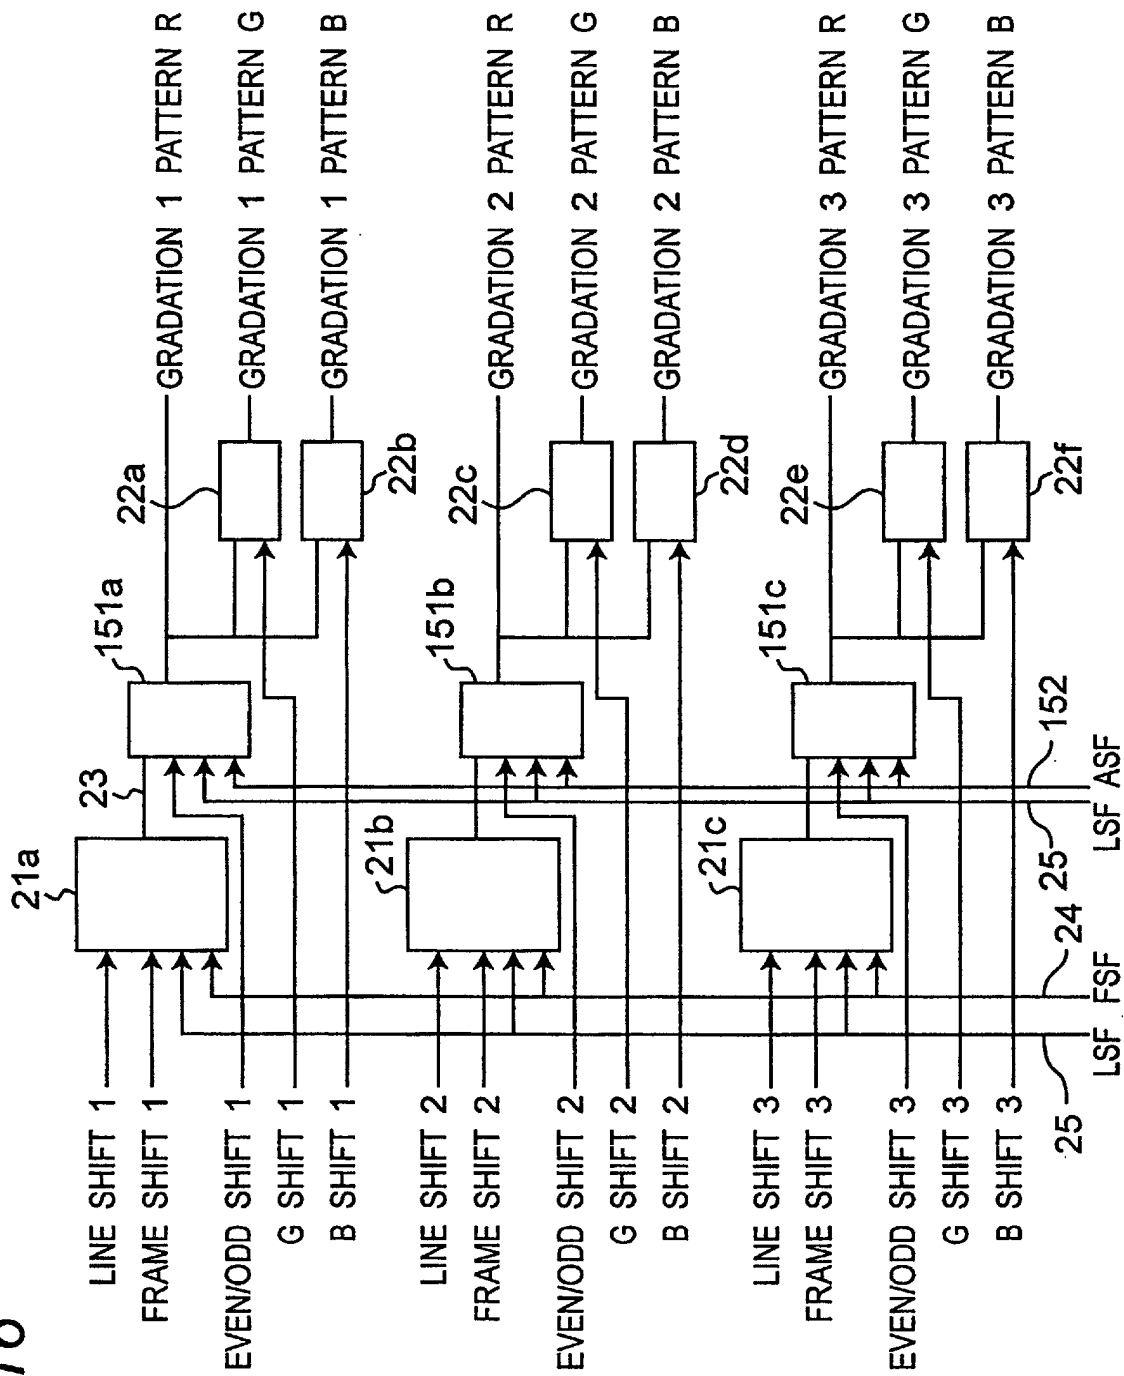 LINE SHIFT 1
FRAME SHIFT 1
EVEN/ODD SHIFT 1
G SHIFT 1
B SHIFT 1
21a
23
151a
22a
22b
GRADATION 1 PATTERN R
GRADATION 1 PATTERN G
GRADATION 1 PATTERN B
LINE SHIFT 2
FRAME SHIFT 2
EVEN/ODD SHIFT 2
G SHIFT 2
B SHIFT 2
21b
151b
22c
22d
GRADATION 2 PATTERN R
GRADATION 2 PATTERN G
GRADATION 2 PATTERN B
LINE SHIFT 3
FRAME SHIFT 3
EVEN/ODD SHIFT 3
G SHIFT 3
B SHIFT 3
21c
151c
22e
22f
GRADATION 3 PATTERN R
GRADATION 3 PATTERN G
GRADATION 3 PATTERN B
25
24
25
152
LSF
FSF
LSF
ASF